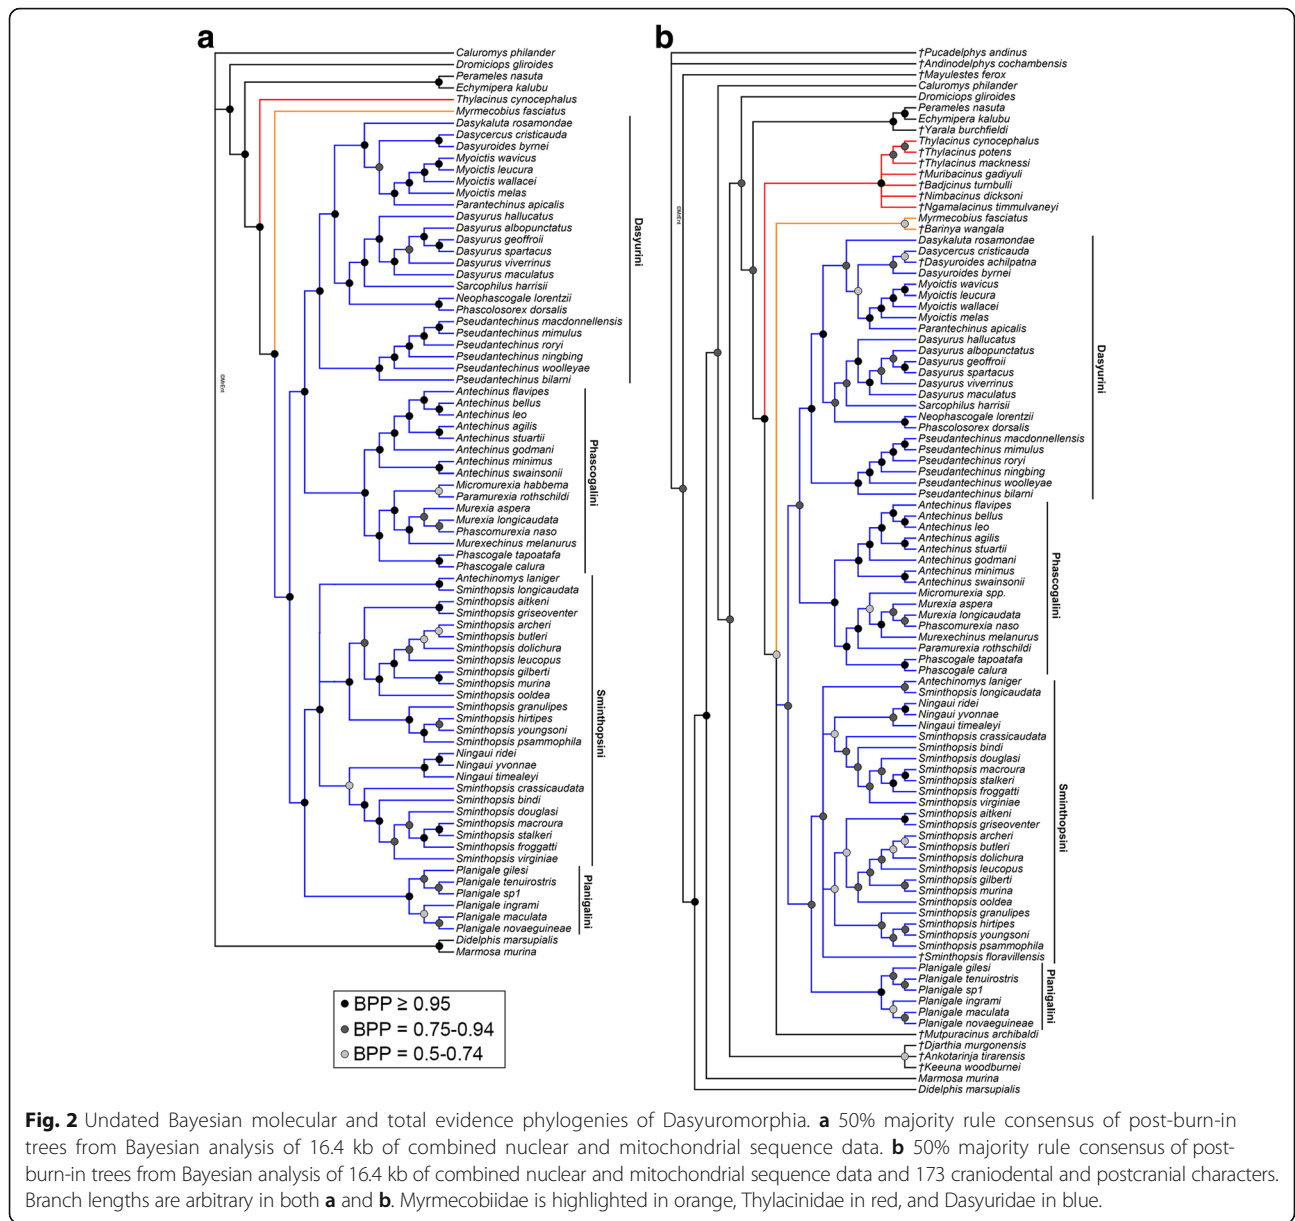 a
Caluromys philander
Dromiciops gliroides
Perameles nasuta
Echymipera kalubu
Thylacinus cynocephalus
Myrmecobius fasciatus
Dasykaluta rosamondae
Dasycercus cristicauda
Dasyuroides byrnei
Myoictis wavicus
Myoictis leucura
Myoictis wallacei
Myoictis melas
Parantechinus apicalis
Dasyurus hallucatus
Dasyurus albopunctatus
Dasyurus geoffroii
Dasyurus spartacus
Dasyurus viverrinus
Dasyurus maculatus
Sarcophilus harrisii
Neophascogale lorentzii
Phascolosorex dorsalis
Pseudantechinus macdonnellensis
Pseudantechinus mimulus
Pseudantechinus roryi
Pseudantechinus ningbing
Pseudantechinus woolleyae
Pseudantechinus bilarni
Antechinus flavipes
Antechinus bellus
Antechinus leo
Antechinus agilis
Antechinus stuartii
Antechinus godmani
Antechinus minimus
Antechinus swainsonii
Micromurexia habbema
Paramurexia rothschildi
Murexia aspera
Murexia longicaudata
Phascomurexia naso
Murexechinus melanurus
Phascogale tapoatafa
Phascogale calura
Antechinomys laniger
Sminthopsis longicaudata
Sminthopsis aitkeni
Sminthopsis griseoventer
Sminthopsis archeri
Sminthopsis butleri
Sminthopsis dolichura
Sminthopsis leucopus
Sminthopsis gilberti
Sminthopsis murina
Sminthopsis ooldea
Sminthopsis granulipes
Sminthopsis hirtipes
Sminthopsis youngsoni
Sminthopsis psammophila
Ningaui ridei
Ningaui yvonnae
Ningaui timealeyi
Sminthopsis crassicaudata
Sminthopsis bindi
Sminthopsis douglasi
Sminthopsis macroura
Sminthopsis stalkeri
Sminthopsis froggatti
Sminthopsis virginiae
Planigale gilesi
Planigale tenuirostris
Planigale sp1
Planigale ingrami
Planigale maculata
Planigale novaeguineae
Didelphis marsupialis
Marmosa murina
Dasyurini
Phascogalini
Sminthopsini
Planigalini
BPP ≥ 0.95
BPP = 0.75-0.94
BPP = 0.5-0.74
b
†Pucadelphys andinus
†Andinodelphys cochambensis
†Mayulestes ferox
Caluromys philander
Dromiciops gliroides
Perameles nasuta
Echymipera kalubu
†Yarala burchfieldi
Thylacinus cynocephalus
†Thylacinus potens
†Thylacinus macknessi
†Muribacinus gadiyuli
†Badjcinus turnbulli
†Nimbacinus dicksoni
†Ngamalacinus timmulvaneyi
Myrmecobius fasciatus
†Barinya wangala
Dasykaluta rosamondae
Dasycercus cristicauda
†Dasyuroides achilpatna
Dasyuroides byrnei
Myoictis wavicus
Myoictis leucura
Myoictis wallacei
Myoictis melas
Parantechinus apicalis
Dasyurus hallucatus
Dasyurus albopunctatus
Dasyurus geoffroii
Dasyurus spartacus
Dasyurus viverrinus
Dasyurus maculatus
Sarcophilus harrisii
Neophascogale lorentzii
Phascolosorex dorsalis
Pseudantechinus macdonnellensis
Pseudantechinus mimulus
Pseudantechinus roryi
Pseudantechinus ningbing
Pseudantechinus woolleyae
Pseudantechinus bilarni
Antechinus flavipes
Antechinus bellus
Antechinus leo
Antechinus agilis
Antechinus stuartii
Antechinus godmani
Antechinus minimus
Antechinus swainsonii
Micromurexia spp.
Murexia aspera
Murexia longicaudata
Phascomurexia naso
Murexechinus melanurus
Paramurexia rothschildi
Phascogale tapoatafa
Phascogale calura
Antechinomys laniger
Sminthopsis longicaudata
Ningaui ridei
Ningaui yvonnae
Ningaui timealeyi
Sminthopsis crassicaudata
Sminthopsis bindi
Sminthopsis douglasi
Sminthopsis macroura
Sminthopsis stalkeri
Sminthopsis froggatti
Sminthopsis virginiae
Sminthopsis aitkeni
Sminthopsis griseoventer
Sminthopsis archeri
Sminthopsis butleri
Sminthopsis dolichura
Sminthopsis leucopus
Sminthopsis gilberti
Sminthopsis murina
Sminthopsis ooldea
Sminthopsis granulipes
Sminthopsis hirtipes
Sminthopsis youngsoni
Sminthopsis psammophila
†Sminthopsis floravillensis
Planigale gilesi
Planigale tenuirostris
Planigale sp1
Planigale ingrami
Planigale maculata
Planigale novaeguineae
†Mutpuracinus archibaldi
†Djarthia murgonensis
†Ankotarinja tirarensis
†Keeuna woodburnei
Marmosa murina
Didelphis marsupialis
Dasyurini
Phascogalini
Sminthopsini
Planigalini
Fig. 2 Undated Bayesian molecular and total evidence phylogenies of Dasyuromorphia. a 50% majority rule consensus of post-burn-in
trees from Bayesian analysis of 16.4 kb of combined nuclear and mitochondrial sequence data. b 50% majority rule consensus of post-
burn-in trees from Bayesian analysis of 16.4 kb of combined nuclear and mitochondrial sequence data and 173 craniodental and postcranial characters.
Branch lengths are arbitrary in both a and b. Myrmecobiidae is highlighted in orange, Thylacinidae in red, and Dasyuridae in blue.